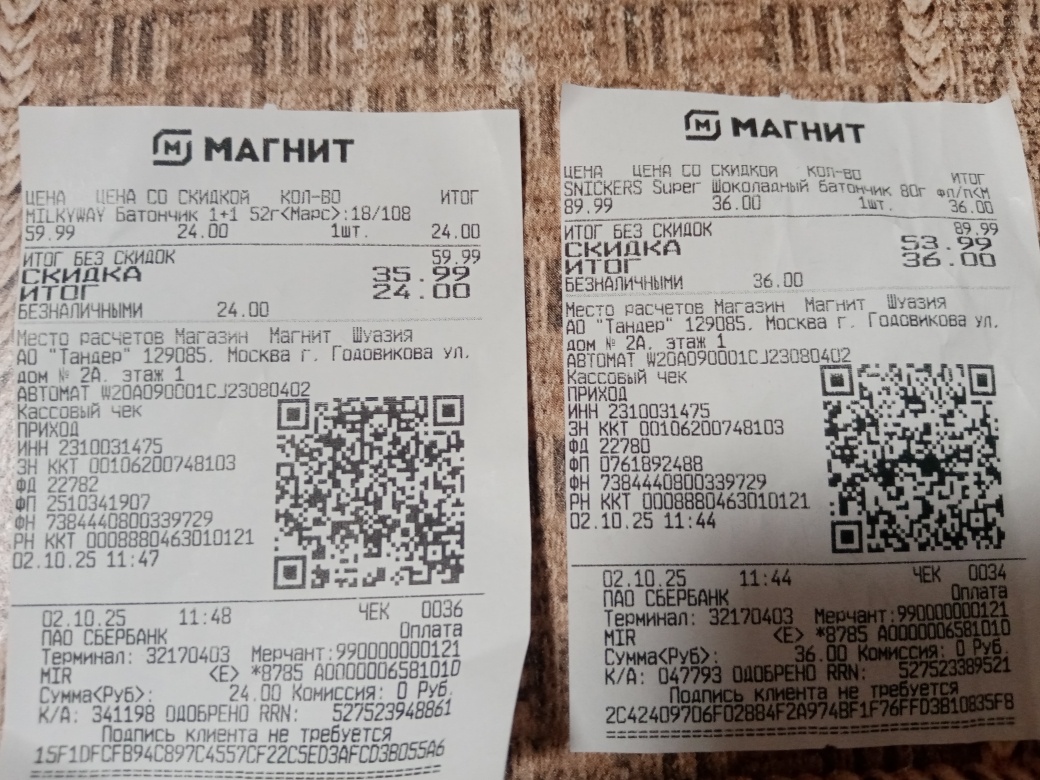 МАГНИТ
ЦЕНА ЦЕНА СО СКИДКОЙ КОЛ-ВО ИТОГ
MILKYWAY Батончик 1+1 52г<Марс>:18/108
59.99 24.00 1шт. 24.00
ИТОГ БЕЗ СКИДОК 59.99
СКИДКА 35.99
ИТОГ 24.00
БЕЗНАЛИЧНЫМИ 24.00
Место расчетов Магазин Магнит Шуазия
АО "Тандер" 129085, Москва г, Годовикова ул,
дом № 2А, этаж 1
АВТОМАТ W20A090001CJ23080402
Кассовый чек
ПРИХОД
ИНН 2310031475
ЗН ККТ 00106200748103
ФД 22782
ФП 2510341907
ФН 7384440800339729
РН ККТ 0008880463010121
02.10.25 11:47
02.10.25 11:48 ЧЕК 0036
ПАО СБЕРБАНК Оплата
Терминал: 32170403 Мерчант:990000000121
MIR <E> *8785 A0000006581010
Сумма<Руб>: 24.00 Комиссия: 0 Руб.
К/А: 341198 ОДОБРЕНО RRN: 527523948861
Подпись клиента не требуется
15F1DFCFB94C897C4557CF22C5ED3AFCD3B055A6
МАГНИТ
ЦЕНА ЦЕНА СО СКИДКОЙ КОЛ-ВО ИТОГ
SNICKERS Super Шоколадный батончик 80г фп/п<М
89.99 36.00 1шт. 36.00
ИТОГ БЕЗ СКИДОК 89.99
СКИДКА 53.99
ИТОГ 36.00
БЕЗНАЛИЧНЫМИ 36.00
Место расчетов Магазин Магнит Шуазия
АО "Тандер" 129085, Москва г, Годовикова ул,
дом № 2А, этаж 1
АВТОМАТ W20A090001CJ23080402
Кассовый чек
ПРИХОД
ИНН 2310031475
ЗН ККТ 00106200748103
ФД 22780
ФП 0761892488
ФН 7384440800339729
РН ККТ 0008880463010121
02.10.25 11:44
02.10.25 11:44 ЧЕК 0034
ПАО СБЕРБАНК Оплата
Терминал: 32170403 Мерчант:990000000121
MIR <E> *8785 A0000006581010
Сумма<Руб>: 36.00 Комиссия: 0 Руб.
К/А: 047793 ОДОБРЕНО RRN: 527523389521
Подпись клиента не требуется
2C42409706F02884F2A974BF1F76FFD3B10835F8